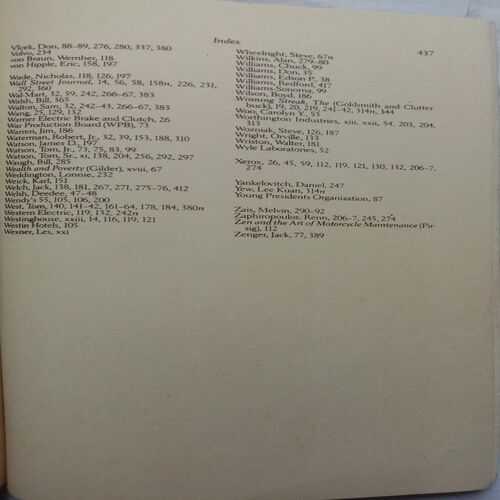 Index
437
Vlcek, Don, 88–89, 276, 280, 337, 380
Volvo, 234
von Braun, Wernher, 118
von Hipple, Eric, 158, 197
Wade, Nicholas, 118, 126, 197
Wall Street Journal, 14, 56, 58, 158n, 226, 231,
292, 360
Wal-Mart, 32, 59, 242, 266–67, 383
Walsh, Bill, 365
Walton, Sam, 32, 242–43, 266–67, 383
Wang, 25, 129, 132
Warner Electric Brake and Clutch, 26
War Production Board (WPB), 73
Warren, Jim, 186
Waterman, Robert, Jr., 32, 39, 153, 188, 310
Watson, James D., 197
Watson, Tom, Jr., 73, 75, 83, 99
Watson, Tom, Sr., xi, 138, 204, 256, 292, 297
Waugh, Bill, 285
Wealth and Poverty (Gilder), xviii, 67
Weddington, Lonnie, 232
Weick, Karl, 151
Welch, Jack, 138, 181, 267, 271, 275–76, 412
Welsh, Deedee, 47–48
Wendy's 55, 105, 106, 200
West, Tom, 140, 141–42, 161–64, 178, 184, 380n
Western Electric, 119, 132, 242n
Westinghouse, xxiii, 14, 116, 119, 121
Westin Hotels, 105
Wexner, Les, xxi
Wheelright, Steve, 67n
Wilkins, Alan, 279–80
Williams, Chuck, 99
Williams, Don, 35
Williams, Edson P., 38
Williams, Redford, 417
Williams-Sonoma, 99
Wilson, Boyd, 186
Winning Streak, The (Goldsmith and Clutter-
buck), 19, 20, 219, 241–42, 314n, 344
Woo, Carolyn Y., 53
Worthington Industries, xiii, xxii, 54, 203, 204,
313
Wozniak, Steve, 126, 187
Wright, Orville, 133
Wriston, Walter, 181
Wyle Laboratories, 52
Xerox, 26, 45, 59, 112, 119, 121, 130, 132, 206–7,
274
Yankelovitch, Daniel, 247
Yew, Lee Kuan, 314n
Young Presidents Organization, 87
Zais, Melvin, 290–92
Zaphiropoulos, Renn, 206–7, 245, 274
Zen and the Art of Motorcycle Maintenance (Pir-
sig), 112
Zenger, Jack, 77, 389